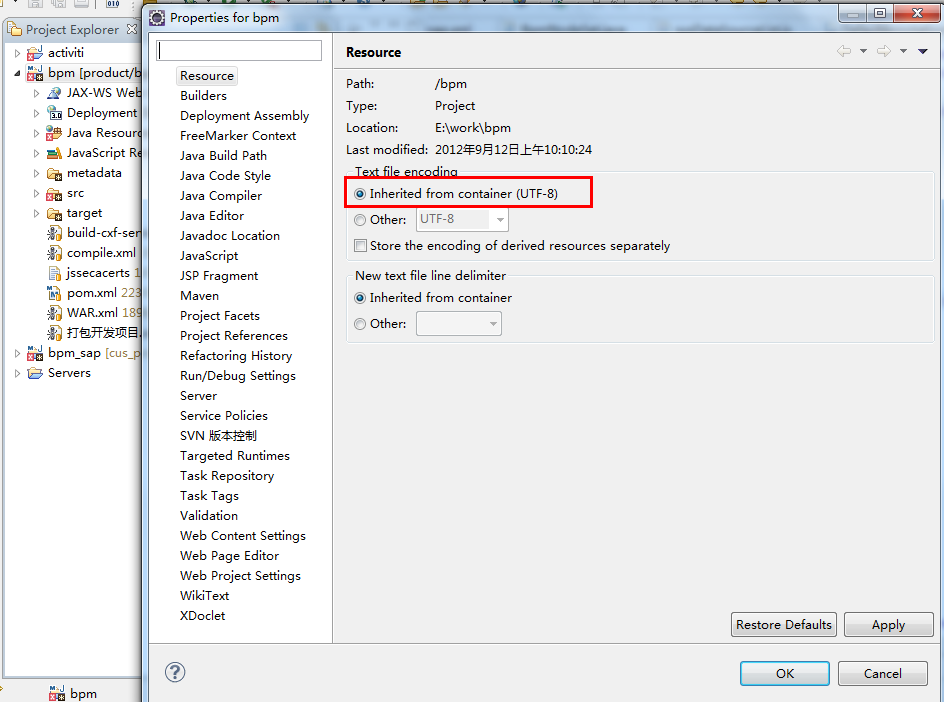 Properties for bpm
Project Explorer
activiti
bpm [product/b
JAX-WS Web
Deployment
Java Resourc
JavaScript Re
metadata
src
target
build-cxf-ser
compile.xml
jssecacerts 1
pom.xml 223
WAR.xml 189
打包开发项目.
bpm_sap [cus_p
Servers
bpm
Resource
Builders
Deployment Assembly
FreeMarker Context
Java Build Path
Java Code Style
Java Compiler
Java Editor
Javadoc Location
JavaScript
JSP Fragment
Maven
Project Facets
Project References
Refactoring History
Run/Debug Settings
Server
Service Policies
SVN 版本控制
Targeted Runtimes
Task Repository
Task Tags
Validation
Web Content Settings
Web Page Editor
Web Project Settings
WikiText
XDoclet
Resource
Path: /bpm
Type: Project
Location: E:\work\bpm
Last modified: 2012年9月12日上午10:10:24
Text file encoding
Inherited from container (UTF-8)
Other: UTF-8
Store the encoding of derived resources separately
New text file line delimiter
Inherited from container
Other:
Restore Defaults Apply
OK Cancel